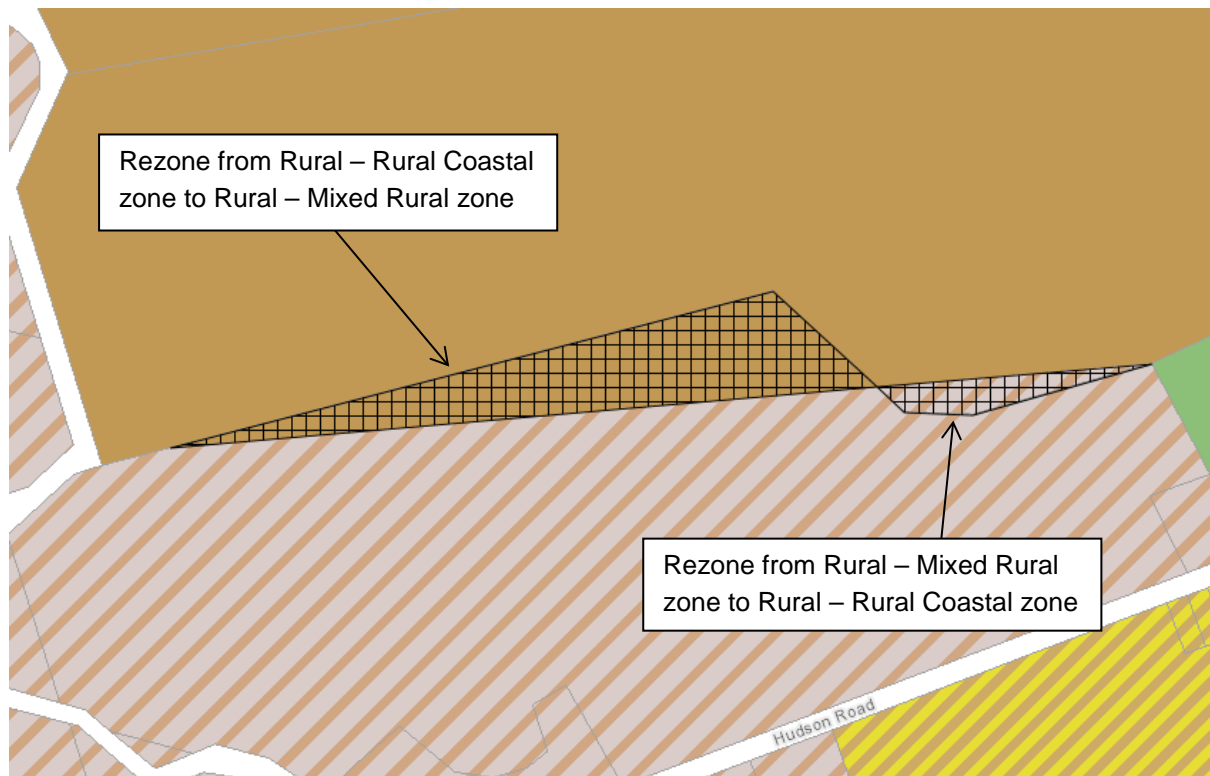 Rezone from Rural – Rural Coastal
zone to Rural – Mixed Rural zone
Rezone from Rural – Mixed Rural
zone to Rural – Rural Coastal zone
Hudson Road